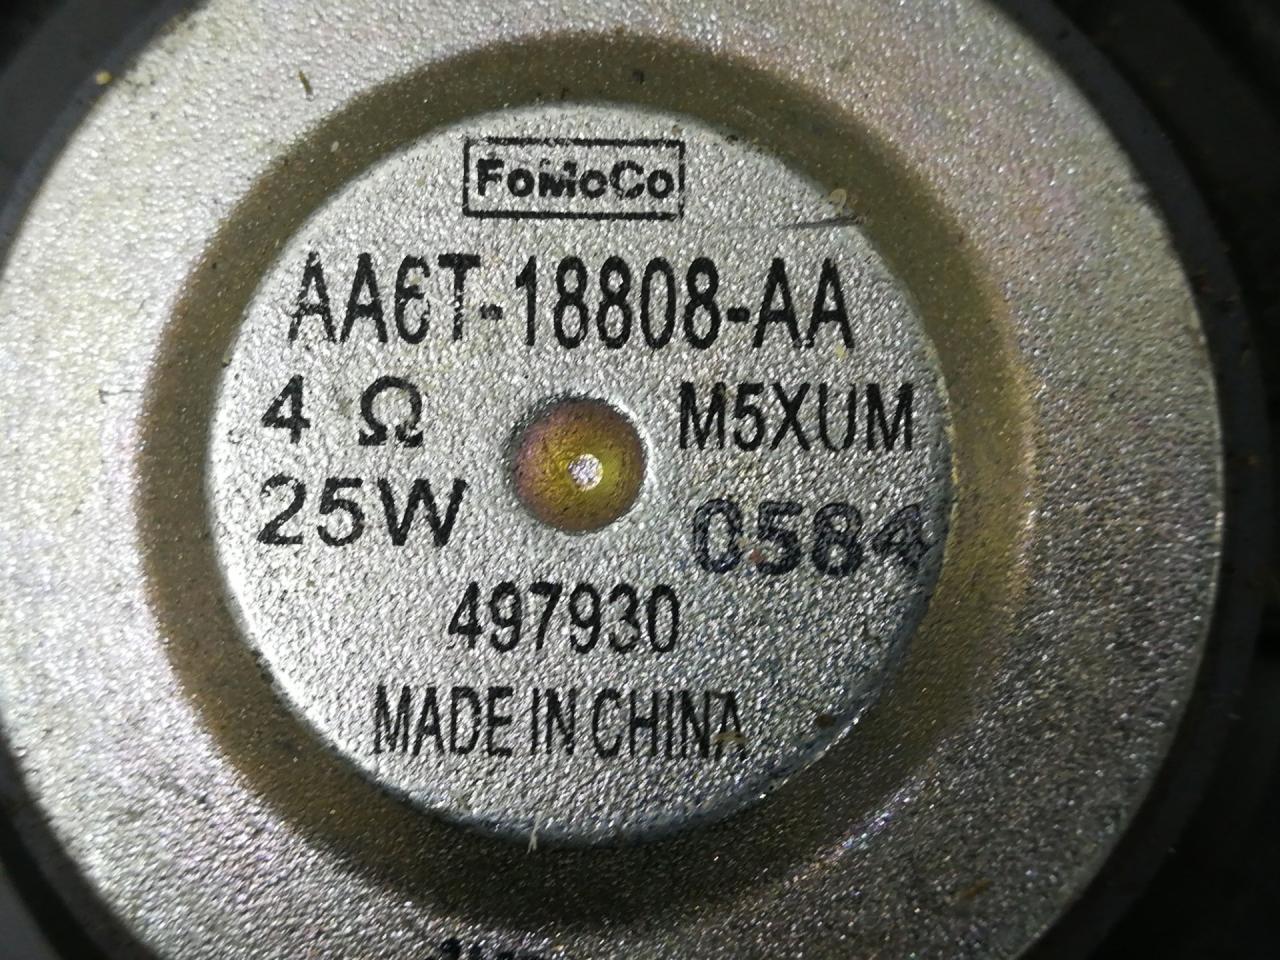 FoMoCo
AA6T-18808-AA
4 Ω M5XUM
25W 0584
497930
MADE IN CHINA